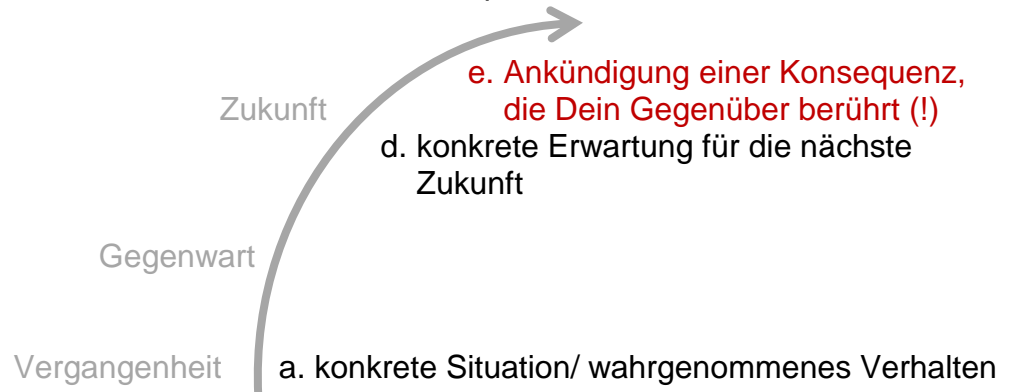 e. Ankündigung einer Konsequenz,
Zukunft
die Dein Gegenüber berührt (!)
d. konkrete Erwartung für die nächste
Zukunft
Gegenwart
Vergangenheit
a. konkrete Situation/ wahrgenommenes Verhalten